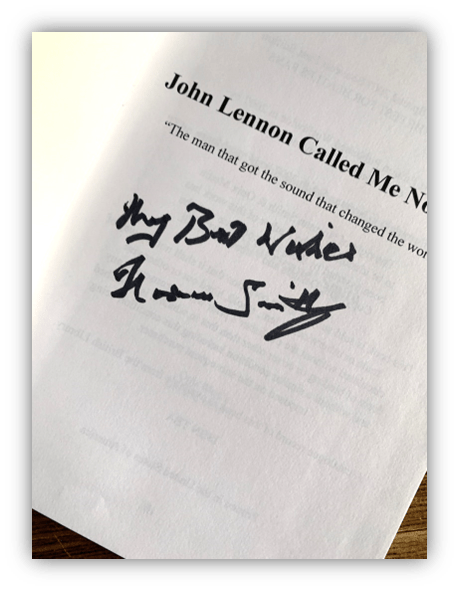 John Lennon Called Me No
“The man that got the sound that changed the wor
My Best Wishes
Norman Smith